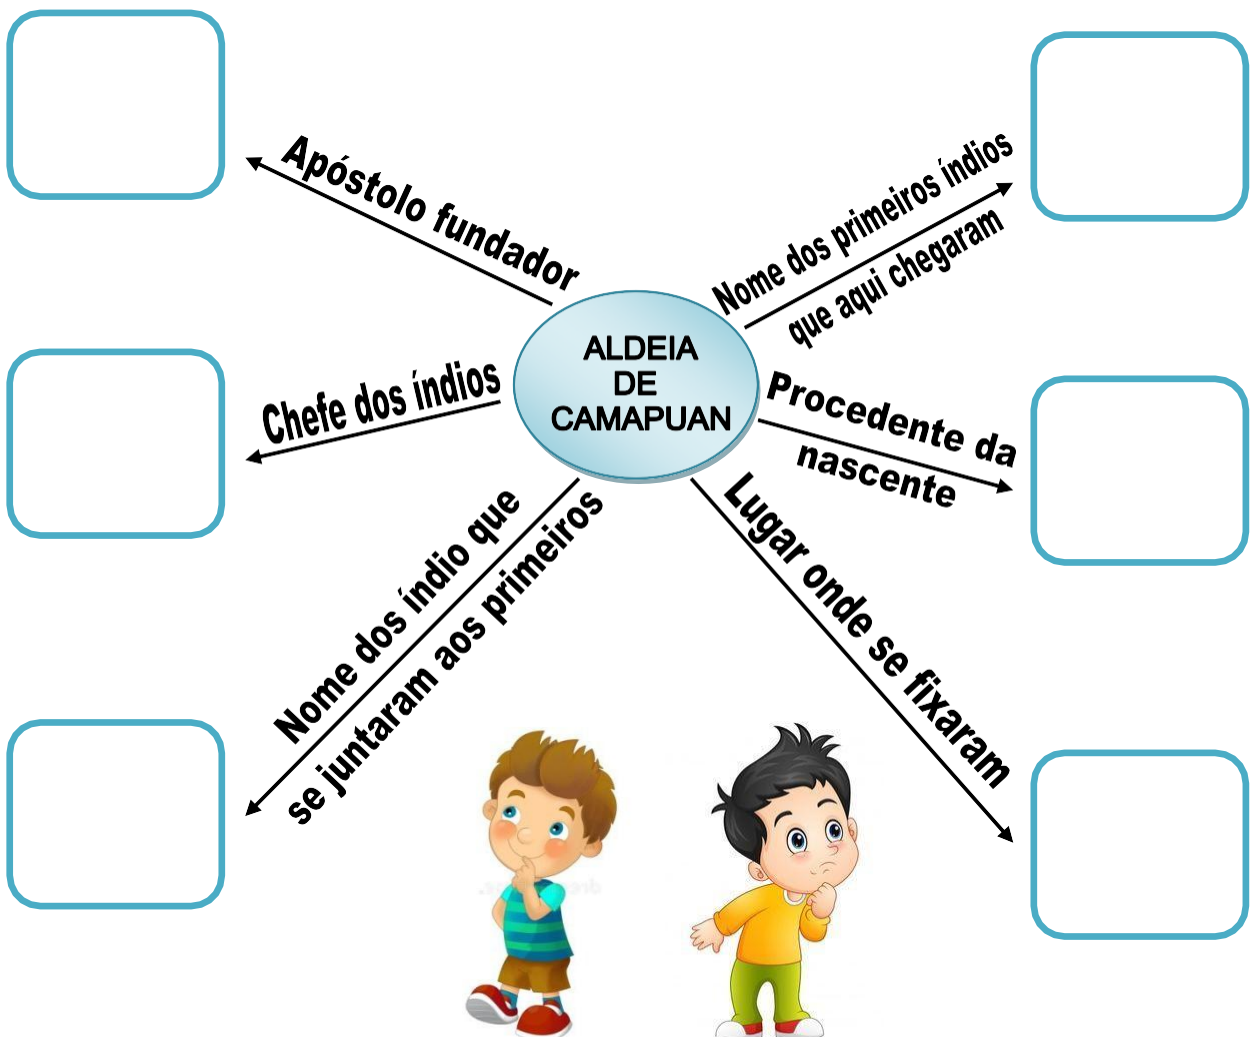 Apóstolo fundador
Nome dos primeiros índios
que aqui chegaram
ALDEIA
DE
CAMAPUAN
Chefe dos índios
Procedente da
nascente
Nome dos índio que
se juntaram aos primeiros
Lugar onde se fixaram